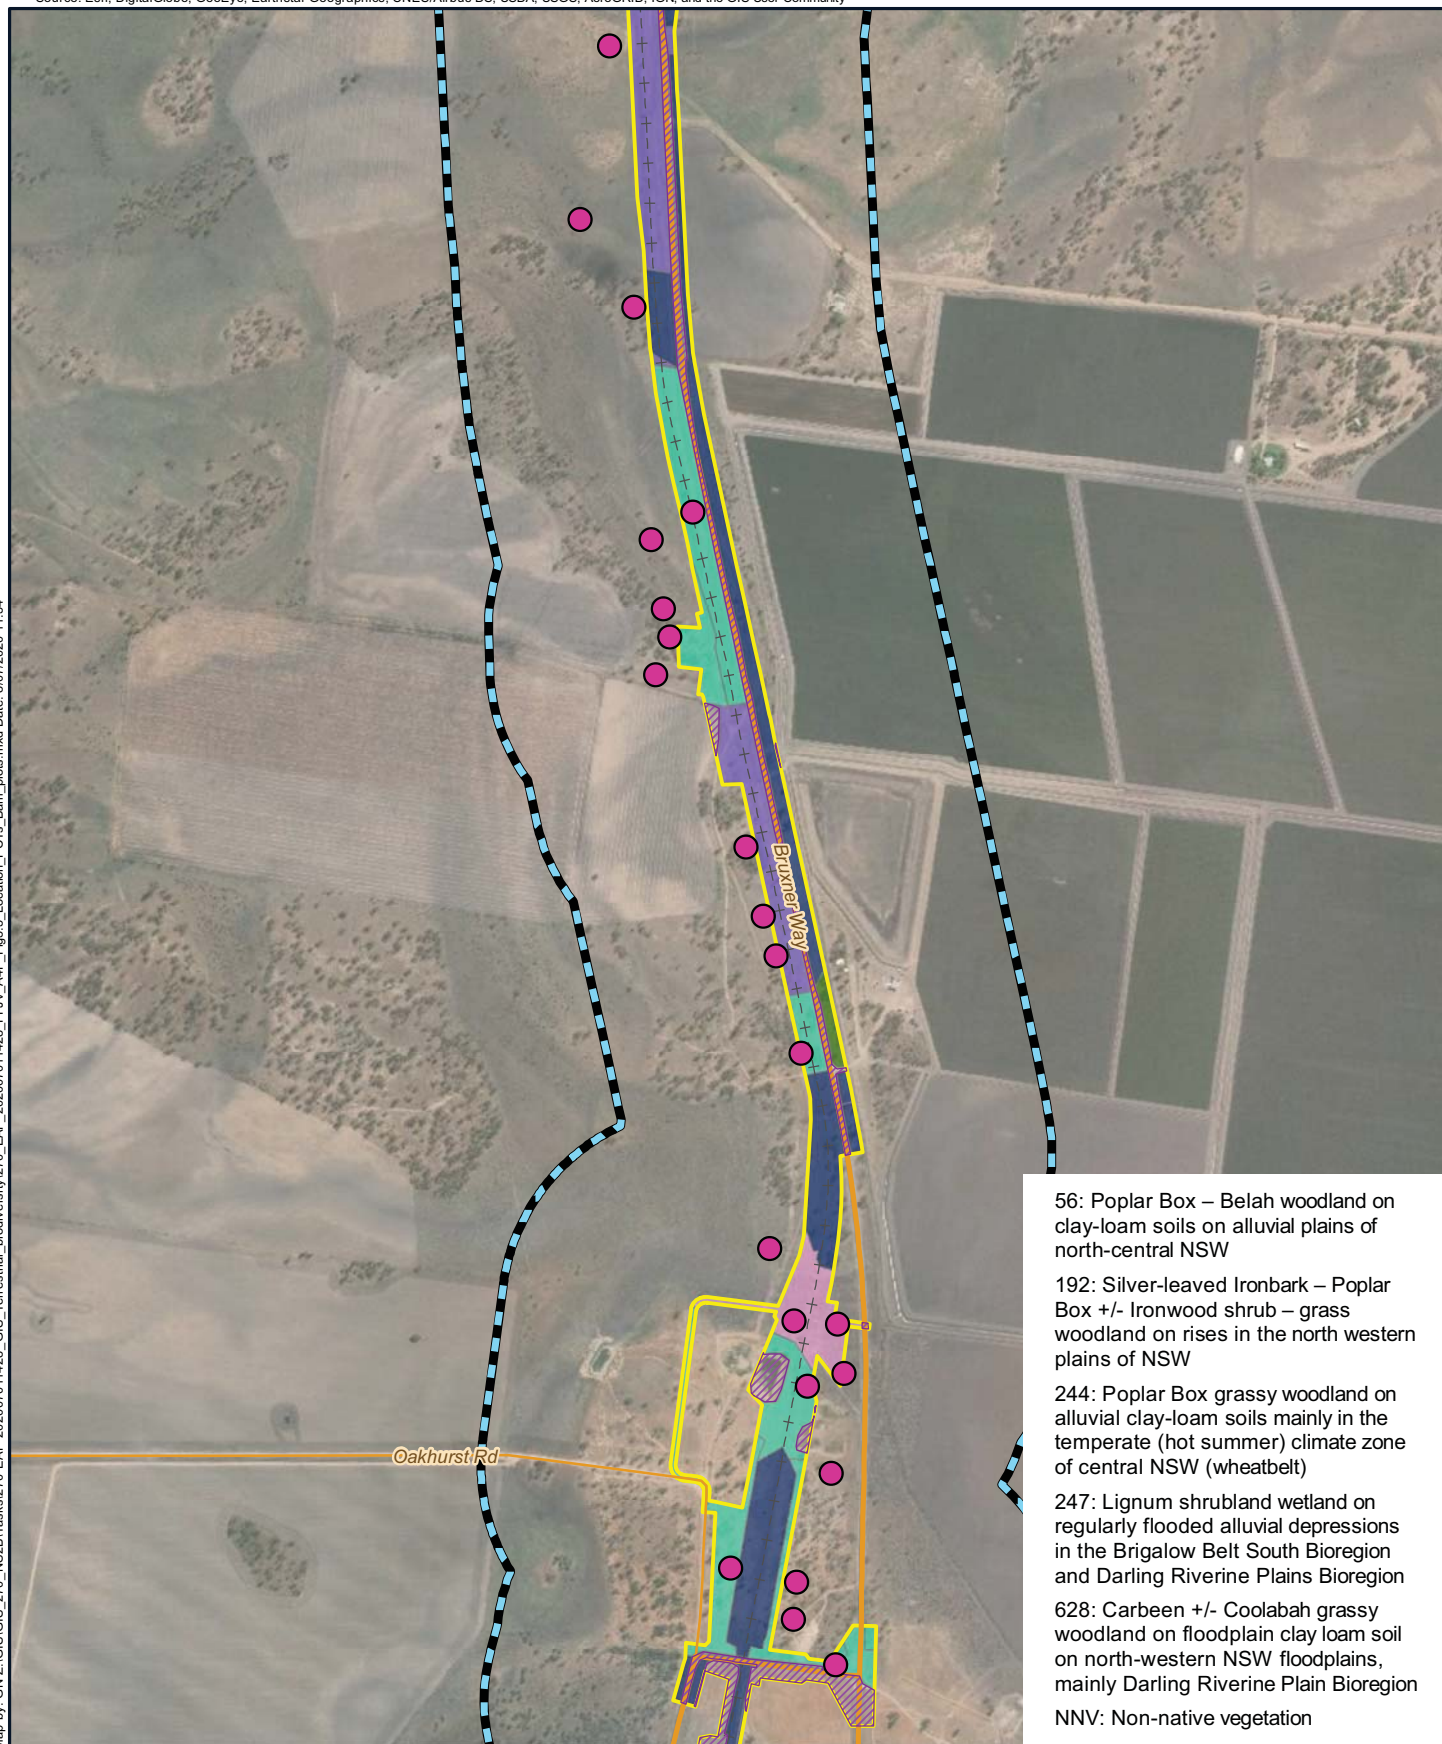 Bruxner Way
Oakhurst Rd
56: Poplar Box – Belah woodland on
clay-loam soils on alluvial plains of
north-central NSW
192: Silver-leaved Ironbark – Poplar
Box +/- Ironwood shrub – grass
woodland on rises in the north western
plains of NSW
244: Poplar Box grassy woodland on
alluvial clay-loam soils mainly in the
temperate (hot summer) climate zone
of central NSW (wheatbelt)
247: Lignum shrubland wetland on
regularly flooded alluvial depressions
in the Brigalow Belt South Bioregion
and Darling Riverine Plains Bioregion
628: Carbeen +/- Coolabah grassy
woodland on floodplain clay loam soil
on north-western NSW floodplains,
mainly Darling Riverine Plain Bioregion
NNV: Non-native vegetation